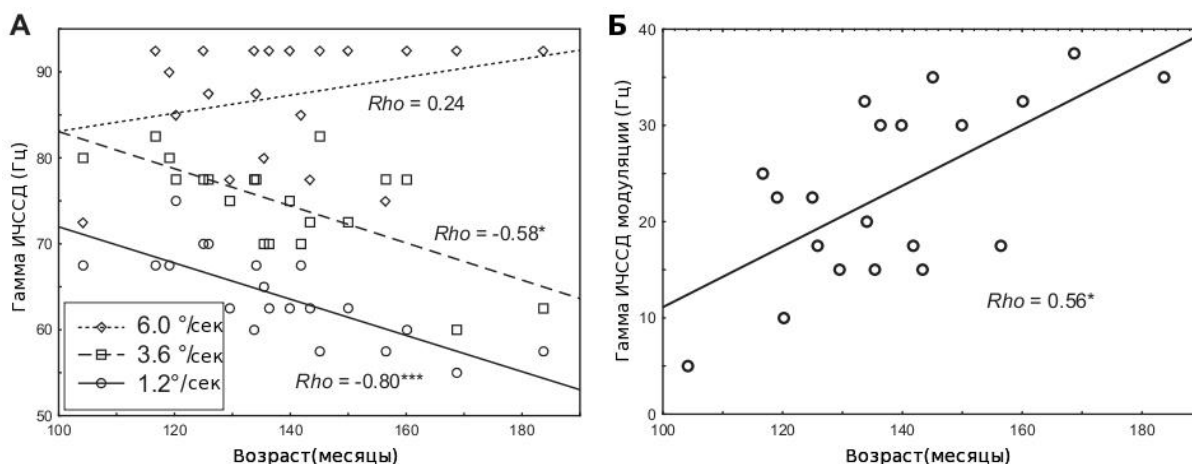 А
Гамма ИЧССД (Гц)
90
80
70
60
50
Rho = 0.24
Rho = -0.58*
Rho = -0.80***
6.0 °/сек
3.6 °/сек
1.2°/сек
100 120 140 160 180
Возраст(месяцы)
Б
Гамма ИЧССД модуляции (Гц)
40
30
20
10
0
Rho = 0.56*
100 120 140 160 180
Возраст(месяцы)